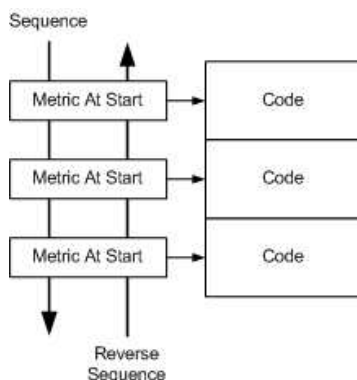 Sequence
Metric At Start
Code
Metric At Start
Code
Metric At Start
Code
Reverse
Sequence